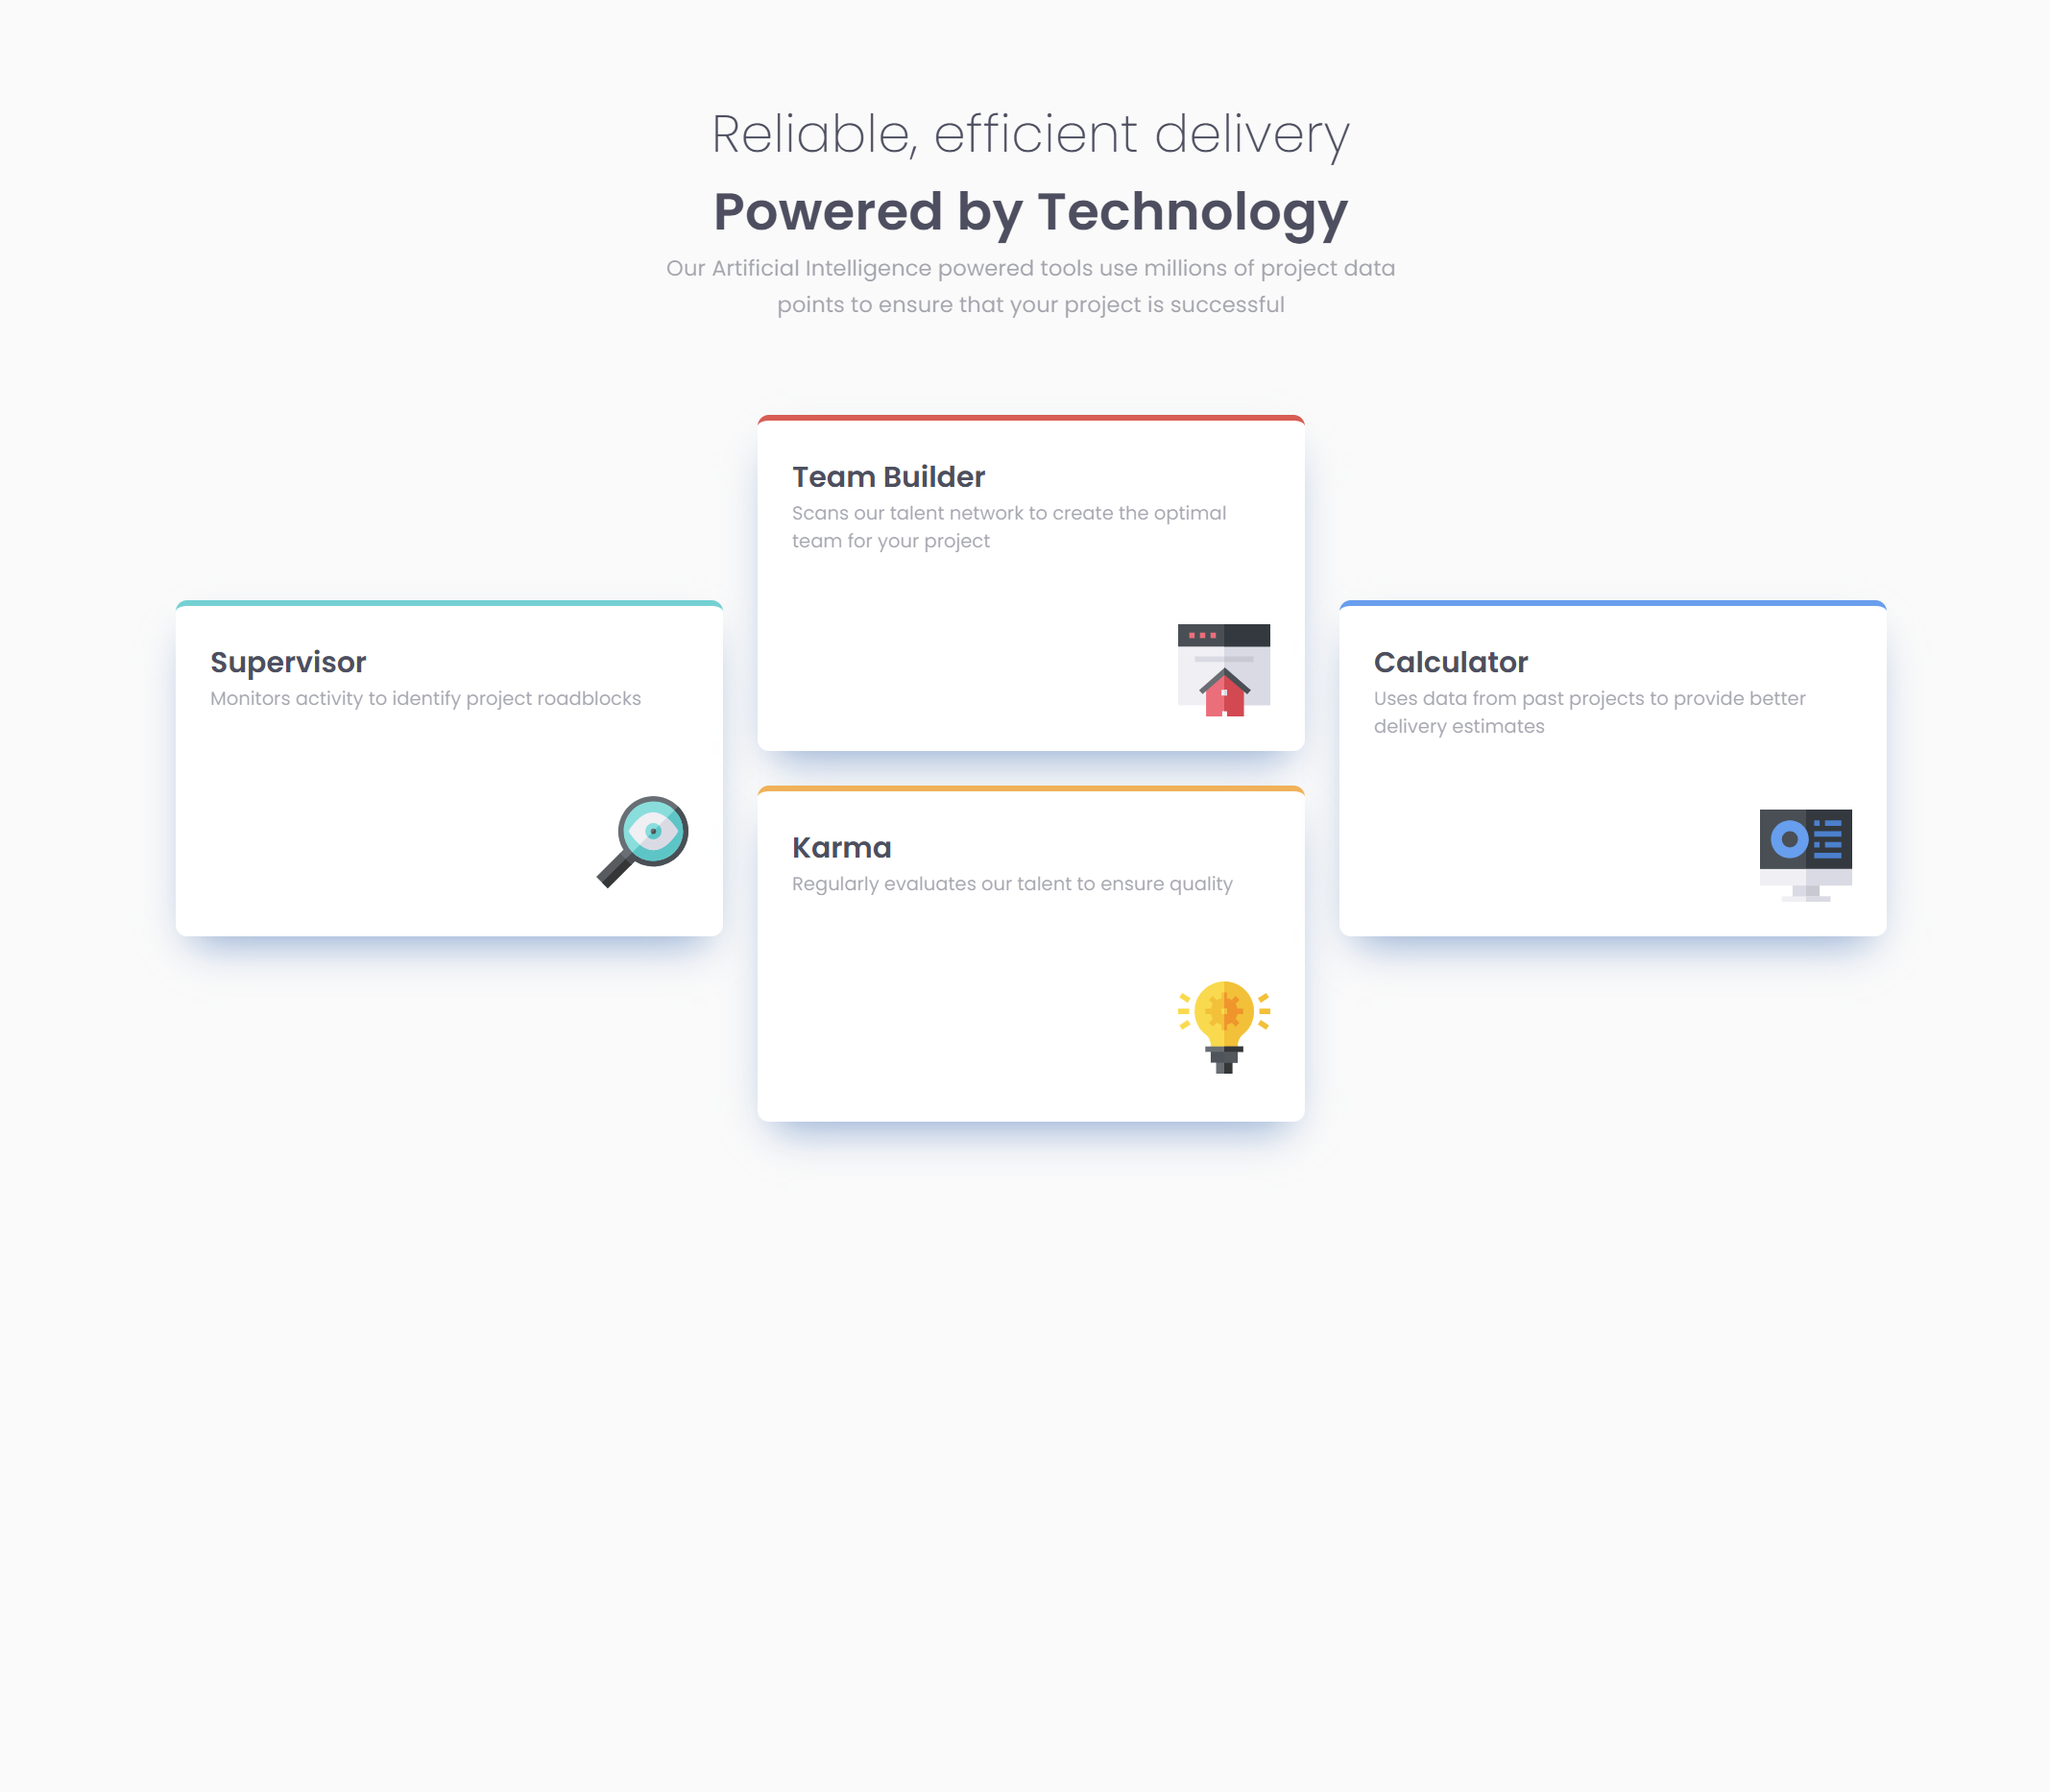 Reliable, efficient delivery
Powered by Technology
Our Artificial Intelligence powered tools use millions of project data
points to ensure that your project is successful
Supervisor
Monitors activity to identify project roadblocks
Team Builder
Scans our talent network to create the optimal
team for your project
Karma
Regularly evaluates our talent to ensure quality
Calculator
Uses data from past projects to provide better
delivery estimates